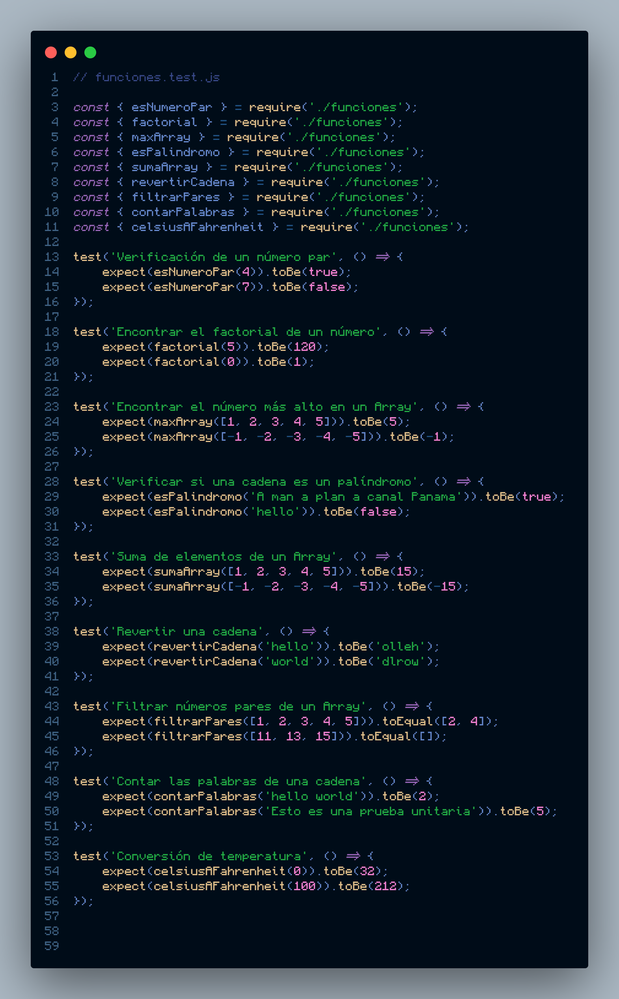 1 // funciones.test.js
2
3 const { esNumeroPar } = require('./funciones');
4 const { factorial } = require('./funciones');
5 const { maxArray } = require('./funciones');
6 const { esPalindromo } = require('./funciones');
7 const { sumaArray } = require('./funciones');
8 const { revertirCadena } = require('./funciones');
9 const { filtrarPares } = require('./funciones');
10 const { contarPalabras } = require('./funciones');
11 const { celsiusAFahrenheit } = require('./funciones');
12
13 test('Verificación de un número par', () => {
14     expect(esNumeroPar(4)).toBe(true);
15     expect(esNumeroPar(7)).toBe(false);
16 });
17
18 test('Encontrar el factorial de un número', () => {
19     expect(factorial(5)).toBe(120);
20     expect(factorial(0)).toBe(1);
21 });
22
23 test('Encontrar el número más alto en un Array', () => {
24     expect(maxArray([1, 2, 3, 4, 5])).toBe(5);
25     expect(maxArray([-1, -2, -3, -4, -5])).toBe(-1);
26 });
27
28 test('Verificar si una cadena es un palíndromo', () => {
29     expect(esPalindromo('A man a plan a canal Panama')).toBe(true);
30     expect(esPalindromo('hello')).toBe(false);
31 });
32
33 test('Suma de elementos de un Array', () => {
34     expect(sumaArray([1, 2, 3, 4, 5])).toBe(15);
35     expect(sumaArray([-1, -2, -3, -4, -5])).toBe(-15);
36 });
37
38 test('Revertir una cadena', () => {
39     expect(revertirCadena('hello')).toBe('olleh');
40     expect(revertirCadena('world')).toBe('dlrow');
41 });
42
43 test('Filtrar números pares de un Array', () => {
44     expect(filtrarPares([1, 2, 3, 4, 5])).toEqual([2, 4]);
45     expect(filtrarPares([11, 13, 15])).toEqual([]);
46 });
47
48 test('Contar las palabras de una cadena', () => {
49     expect(contarPalabras('hello world')).toBe(2);
50     expect(contarPalabras('Esto es una prueba unitaria')).toBe(5);
51 });
52
53 test('Conversión de temperatura', () => {
54     expect(celsiusAFahrenheit(0)).toBe(32);
55     expect(celsiusAFahrenheit(100)).toBe(212);
56 });
57
58
59